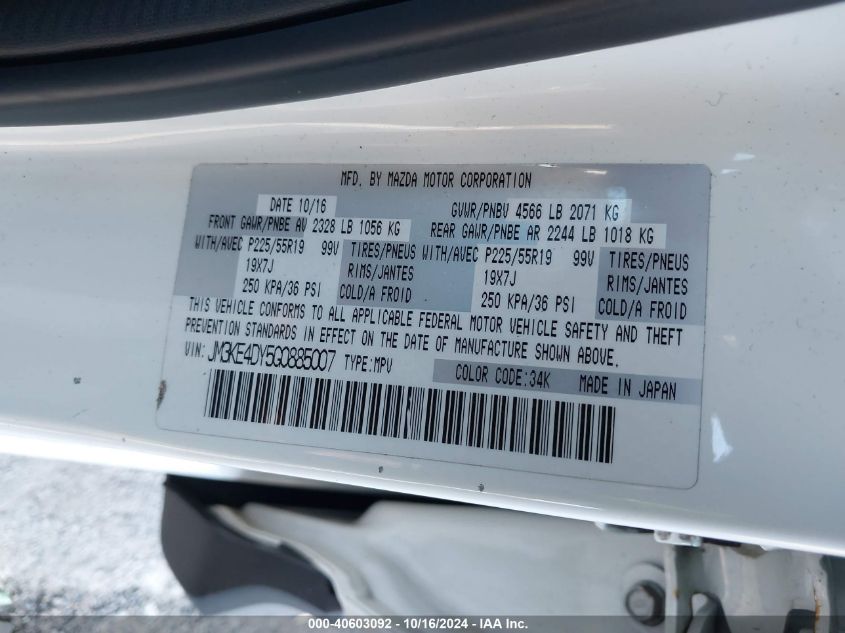 MFD. BY MAZDA MOTOR CORPORATION
DATE 10/16 GVWR/PNBV 4566 LB 2071 KG
FRONT GAWR/PNBE AV 2328 LB 1056 KG REAR GAWR/PNBE AR 2244 LB 1018 KG
WITH/AVEC P225/55R19 99V TIRES/PNEUS WITH/AVEC P225/55R19 99V TIRES/PNEUS
19X7J RIMS/JANTES 19X7J RIMS/JANTES
250 KPA/36 PSI COLD/A FROID 250 KPA/36 PSI COLD/A FROID
THIS VEHICLE CONFORMS TO ALL APPLICABLE FEDERAL MOTOR VEHICLE SAFETY AND THEFT
PREVENTION STANDARDS IN EFFECT ON THE DATE OF MANUFACTURE SHOWN ABOVE.
VIN: JM3KE4DY5G0885007 TYPE:MPV
COLOR CODE:34K MADE IN JAPAN
000-40603092 - 10/16/2024 - IAA Inc.